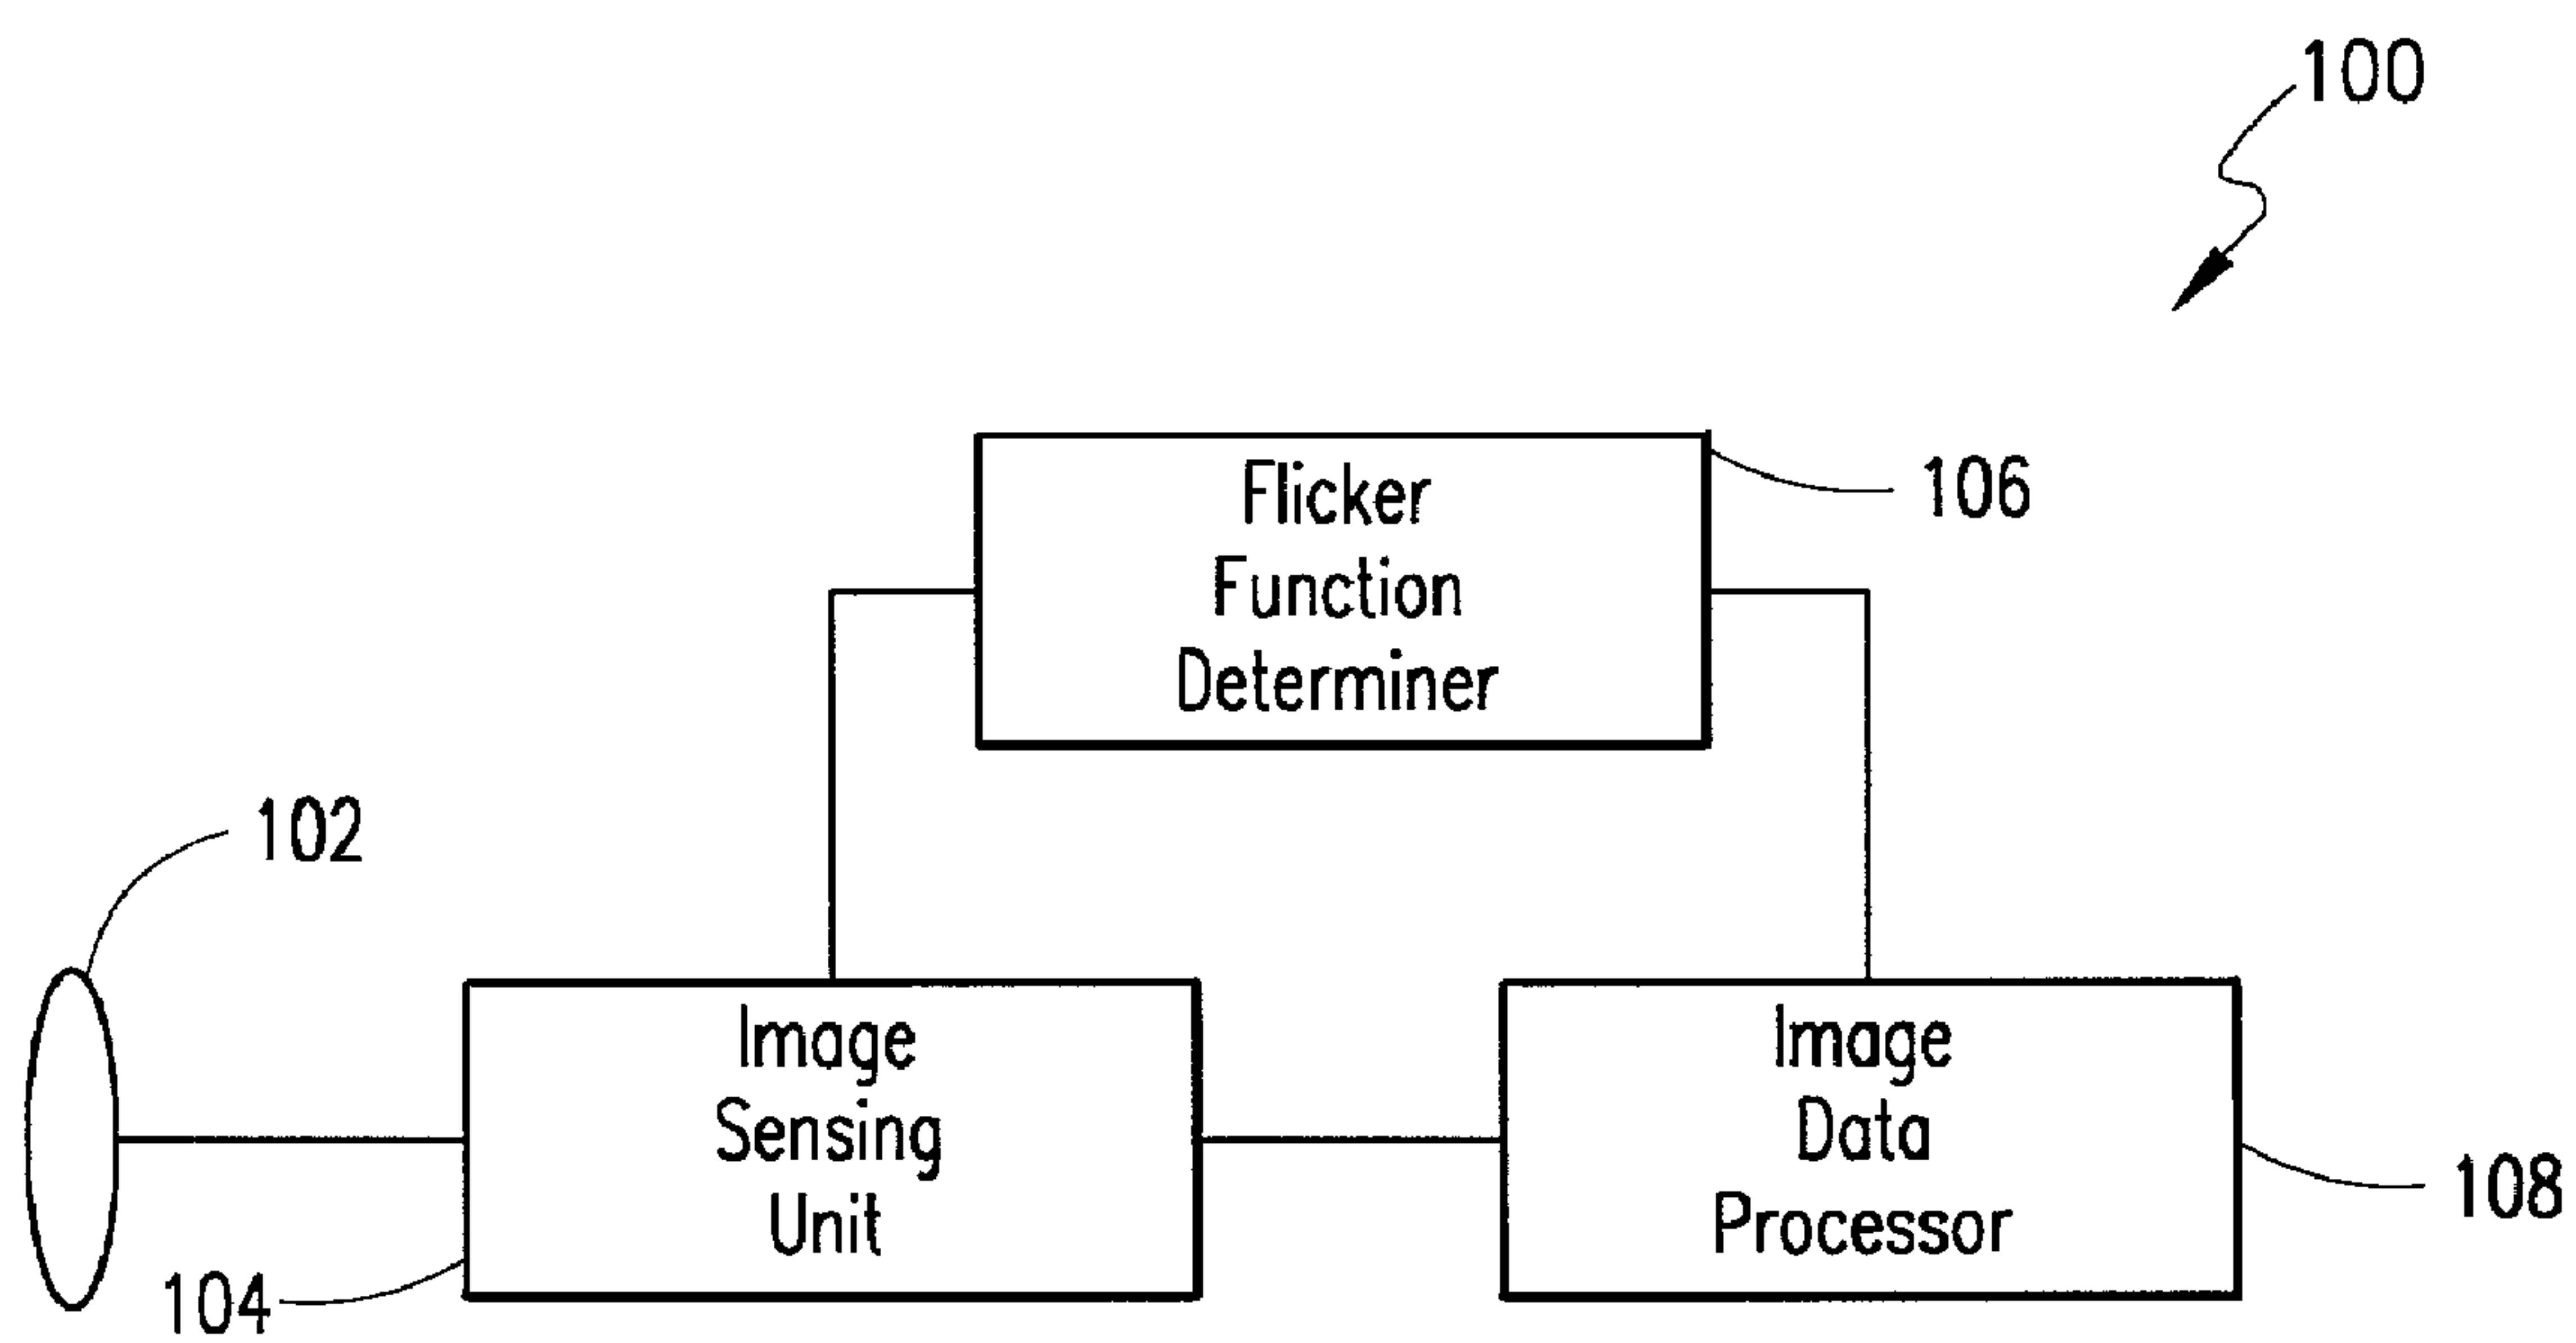 100
Flicker
Function
Determiner
106
102
Image
Sensing
Unit
104
Image
Data
Processor
108